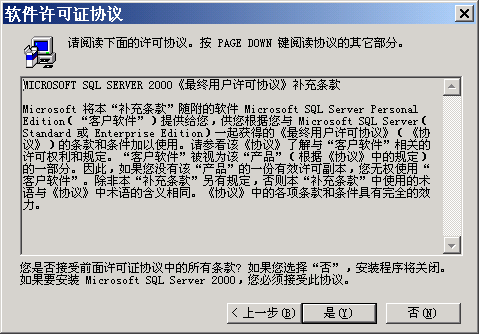 软件许可证协议
请阅读下面的许可协议。按 PAGE DOWN 键阅读协议的其它部分。
MICROSOFT SQL SERVER 2000《最终用户许可协议》补充条款
Microsoft 将本“补充条款”随附的软件 Microsoft SQL Server Personal
Edition（“客户软件”）提供给您，供您根据您与 Microsoft SQL Server(
Standard 或 Enterprise Edition)一起获得的《最终用户许可协议》（《协
议》）的条款和条件加以使用。请参看该《协议》了解与“客户软件”相关的
许可权利和规定。“客户软件”被视为该“产品”（根据《协议》中的规定）
的一部分。因此，如果您没有该“产品”的一份有效许可副本，您无权使用“
客户软件”。除非本“补充条款”另有规定，否则本“补充条款”中使用的术
语与《协议》中术语的含义相同。《协议》中的各项条款和条件具有完全的效
力。
您是否接受前面许可证协议中的所有条款? 如果您选择“否”，安装程序将关闭。
如果要安装 Microsoft SQL Server 2000，您必须接受此协议。
< 上一步(B)
是(Y)
否(N)